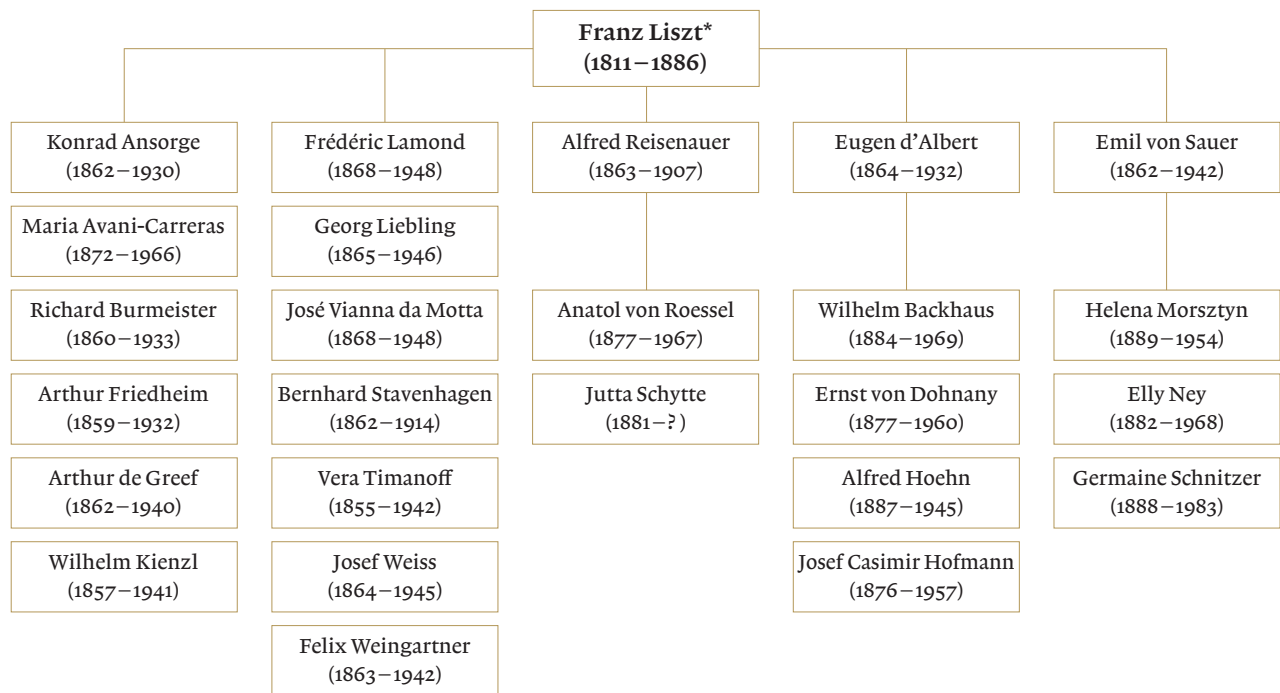 Franz Liszt*
(1811–1886)
Konrad Ansorge
(1862–1930)
Maria Avani-Carreras
(1872–1966)
Richard Burmeister
(1860–1933)
Arthur Friedheim
(1859–1932)
Arthur de Greef
(1862–1940)
Wilhelm Kienzl
(1857–1941)
Frédéric Lamond
(1868–1948)
Georg Liebling
(1865–1946)
José Vianna da Motta
(1868–1948)
Bernhard Stavenhagen
(1862–1914)
Vera Timanoff
(1855–1942)
Josef Weiss
(1864–1945)
Felix Weingartner
(1863–1942)
Alfred Reisenauer
(1863–1907)
Anatol von Roessel
(1877–1967)
Jutta Schytte
(1881–? )
Eugen d’Albert
(1864–1932)
Wilhelm Backhaus
(1884–1969)
Ernst von Dohnany
(1877–1960)
Alfred Hoehn
(1887–1945)
Josef Casimir Hofmann
(1876–1957)
Emil von Sauer
(1862–1942)
Helena Morsztyn
(1889–1954)
Elly Ney
(1882–1968)
Germaine Schnitzer
(1888–1983)